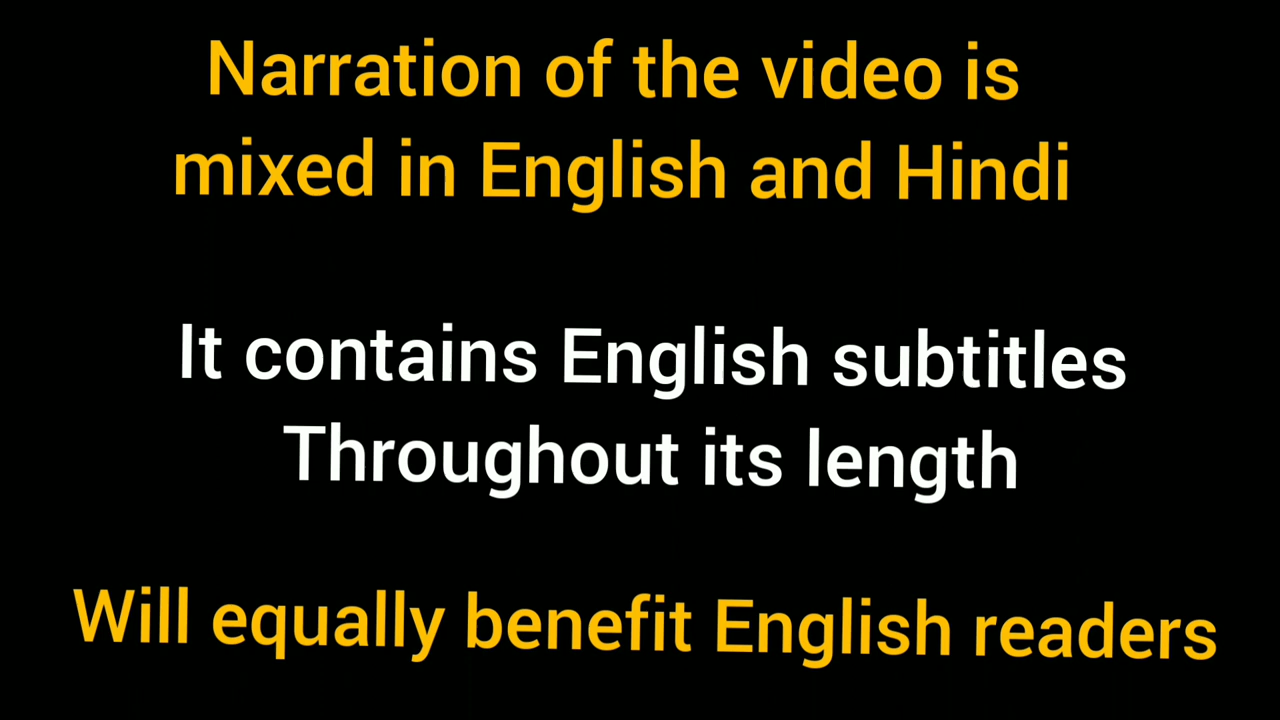 Narration of the video is
mixed in English and Hindi
It contains English subtitles
Throughout its length
Will equally benefit English readers